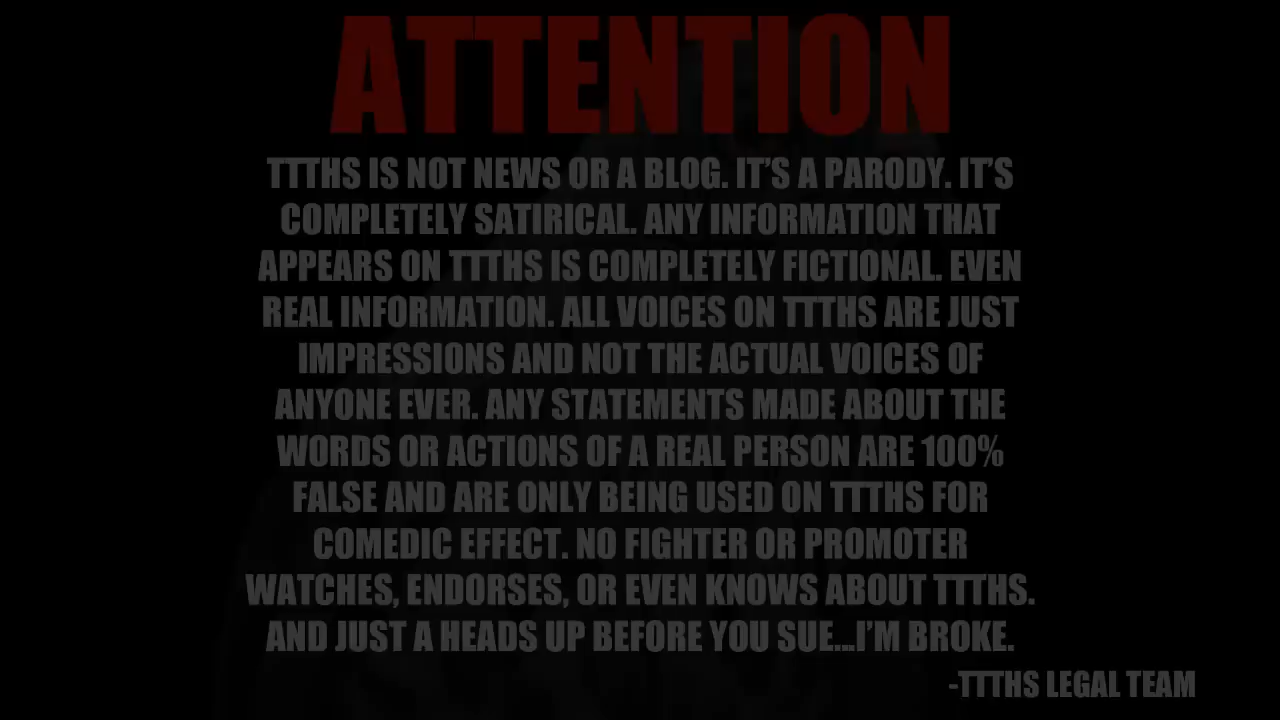 ATTENTION
TTTHS IS NOT NEWS OR A BLOG. IT'S A PARODY. IT'S
COMPLETELY SATIRICAL. ANY INFORMATION THAT
APPEARS ON TTTHS IS COMPLETELY FICTIONAL. EVEN
REAL INFORMATION. ALL VOICES ON TTTHS ARE JUST
IMPRESSIONS AND NOT THE ACTUAL VOICES OF
ANYONE EVER. ANY STATEMENTS MADE ABOUT THE
WORDS OR ACTIONS OF A REAL PERSON ARE 100%
FALSE AND ARE ONLY BEING USED ON TTTHS FOR
COMEDIC EFFECT. NO FIGHTER OR PROMOTER
WATCHES, ENDORSES, OR EVEN KNOWS ABOUT TTTHS.
AND JUST A HEADS UP BEFORE YOU SUE...I'M BROKE.
-TTTHS LEGAL TEAM